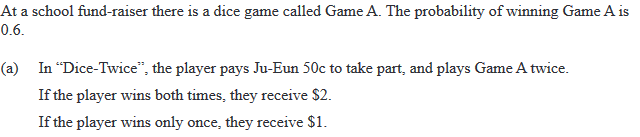 At a school fund-raiser there is a dice game called Game A. The probability of winning Game A is
0.6.
(a) In “Dice-Twice”, the player pays Ju-Eun 50c to take part, and plays Game A twice.
If the player wins both times, they receive $2.
If the player wins only once, they receive $1.